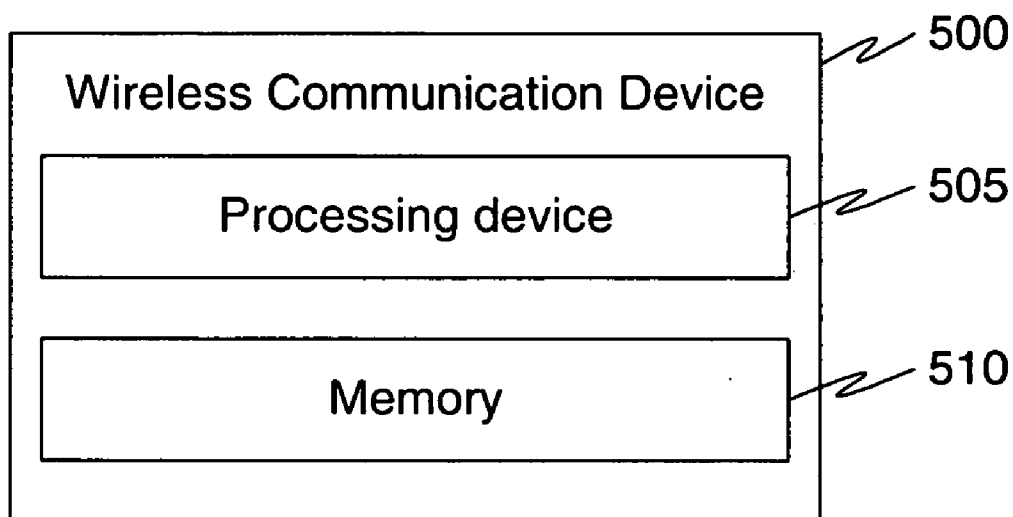 500
Wireless Communication Device
505
Processing device
510
Memory